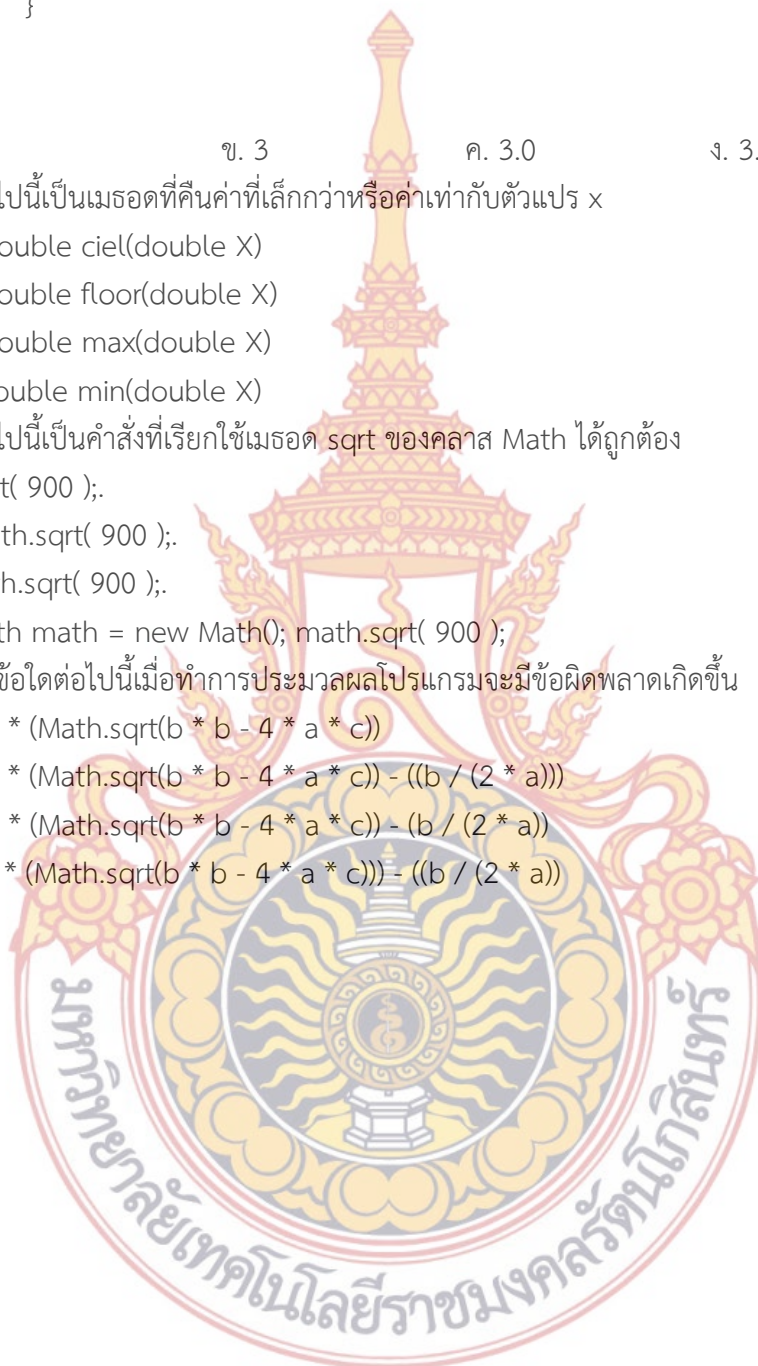 }
ข. 3 ค. 3.0 ง. 3.
ไปนี้เป็นเมธอดที่คืนค่าที่เล็กกว่าหรือค่าเท่ากับตัวแปร x
ouble ciel(double X)
ouble floor(double X)
ouble max(double X)
ouble min(double X)
ไปนี้เป็นคำสั่งที่เรียกใช้เมธอด sqrt ของคลาส Math ได้ถูกต้อง
t( 900 );.
th.sqrt( 900 );.
h.sqrt( 900 );.
th math = new Math(); math.sqrt( 900 );
ข้อใดต่อไปนี้เมื่อทำการประมวลผลโปรแกรมจะมีข้อผิดพลาดเกิดขึ้น
* (Math.sqrt(b * b - 4 * a * c))
* (Math.sqrt(b * b - 4 * a * c)) - ((b / (2 * a)))
* (Math.sqrt(b * b - 4 * a * c)) - (b / (2 * a))
* (Math.sqrt(b * b - 4 * a * c))) - ((b / (2 * a))
มหาวิทยาลัยเทคโนโลยีราชมงคลรัตนโกสินทร์